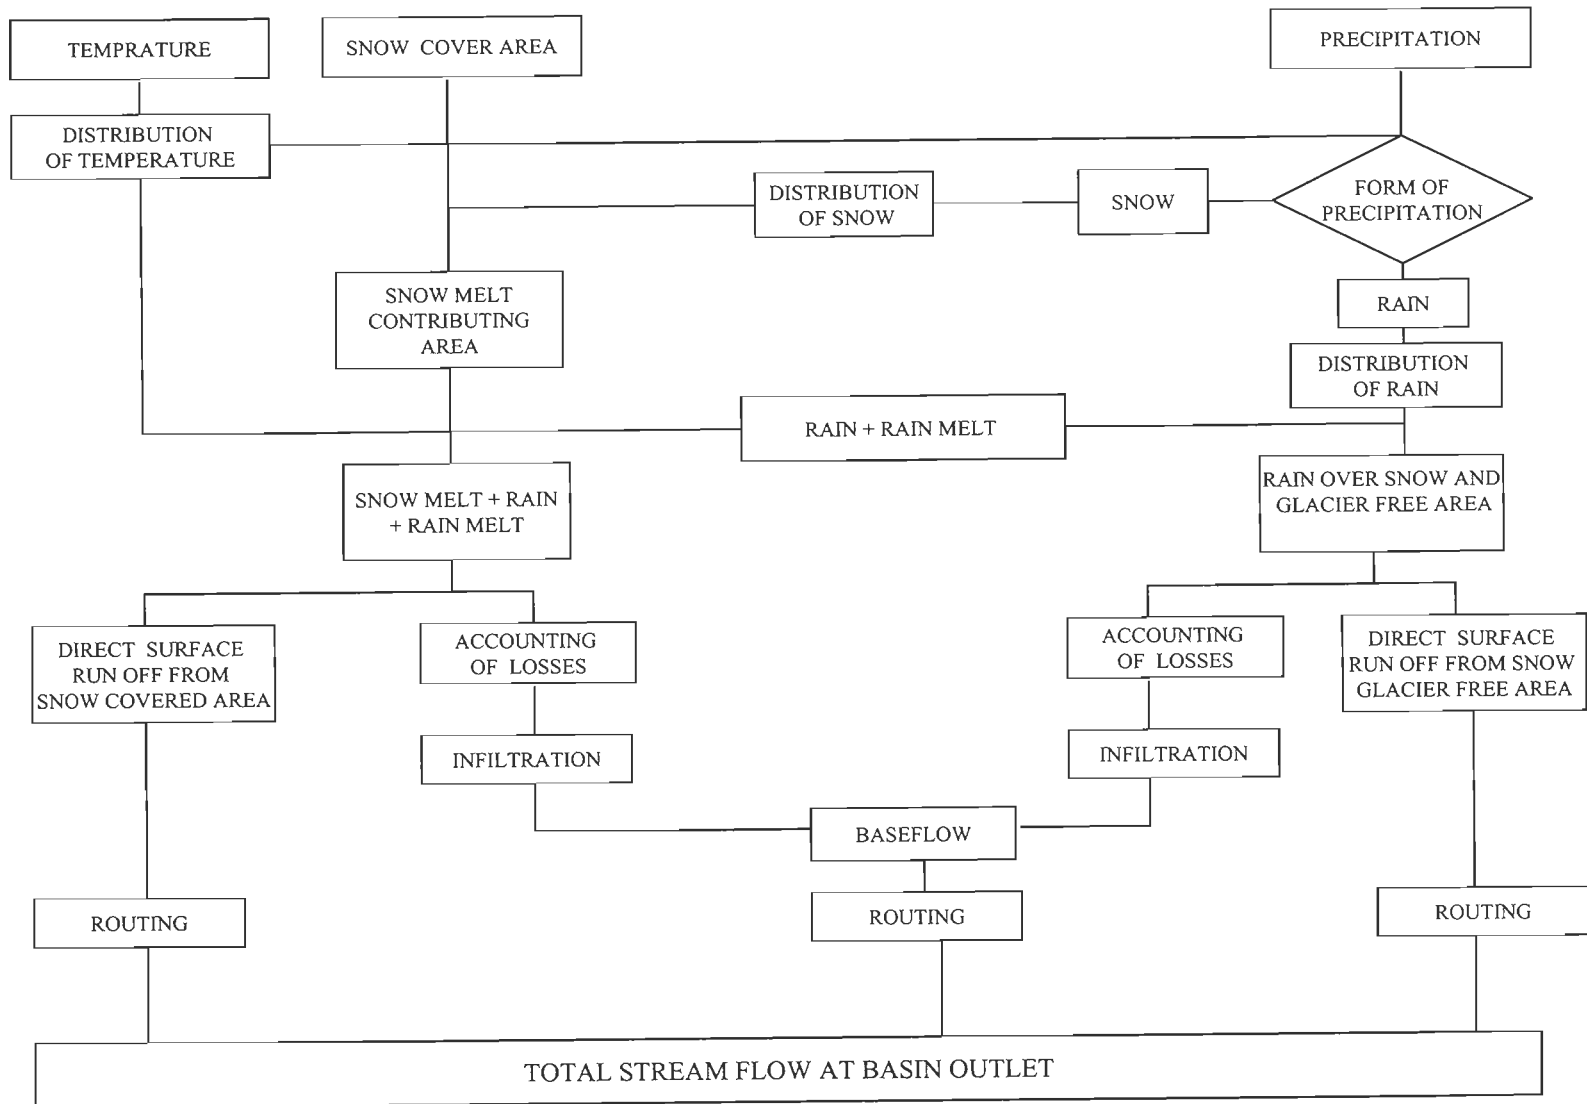 TEMPRATURE
SNOW COVER AREA
PRECIPITATION
DISTRIBUTION
OF TEMPERATURE
DISTRIBUTION
OF SNOW
SNOW
FORM OF
PRECIPITATION
SNOW MELT
CONTRIBUTING
AREA
RAIN
DISTRIBUTION
OF RAIN
RAIN + RAIN MELT
SNOW MELT + RAIN
+ RAIN MELT
RAIN OVER SNOW AND
GLACIER FREE AREA
DIRECT SURFACE
RUN OFF FROM
SNOW COVERED AREA
ACCOUNTING
OF LOSSES
ACCOUNTING
OF LOSSES
DIRECT SURFACE
RUN OFF FROM SNOW
GLACIER FREE AREA
INFILTRATION
INFILTRATION
BASEFLOW
ROUTING
ROUTING
ROUTING
TOTAL STREAM FLOW AT BASIN OUTLET